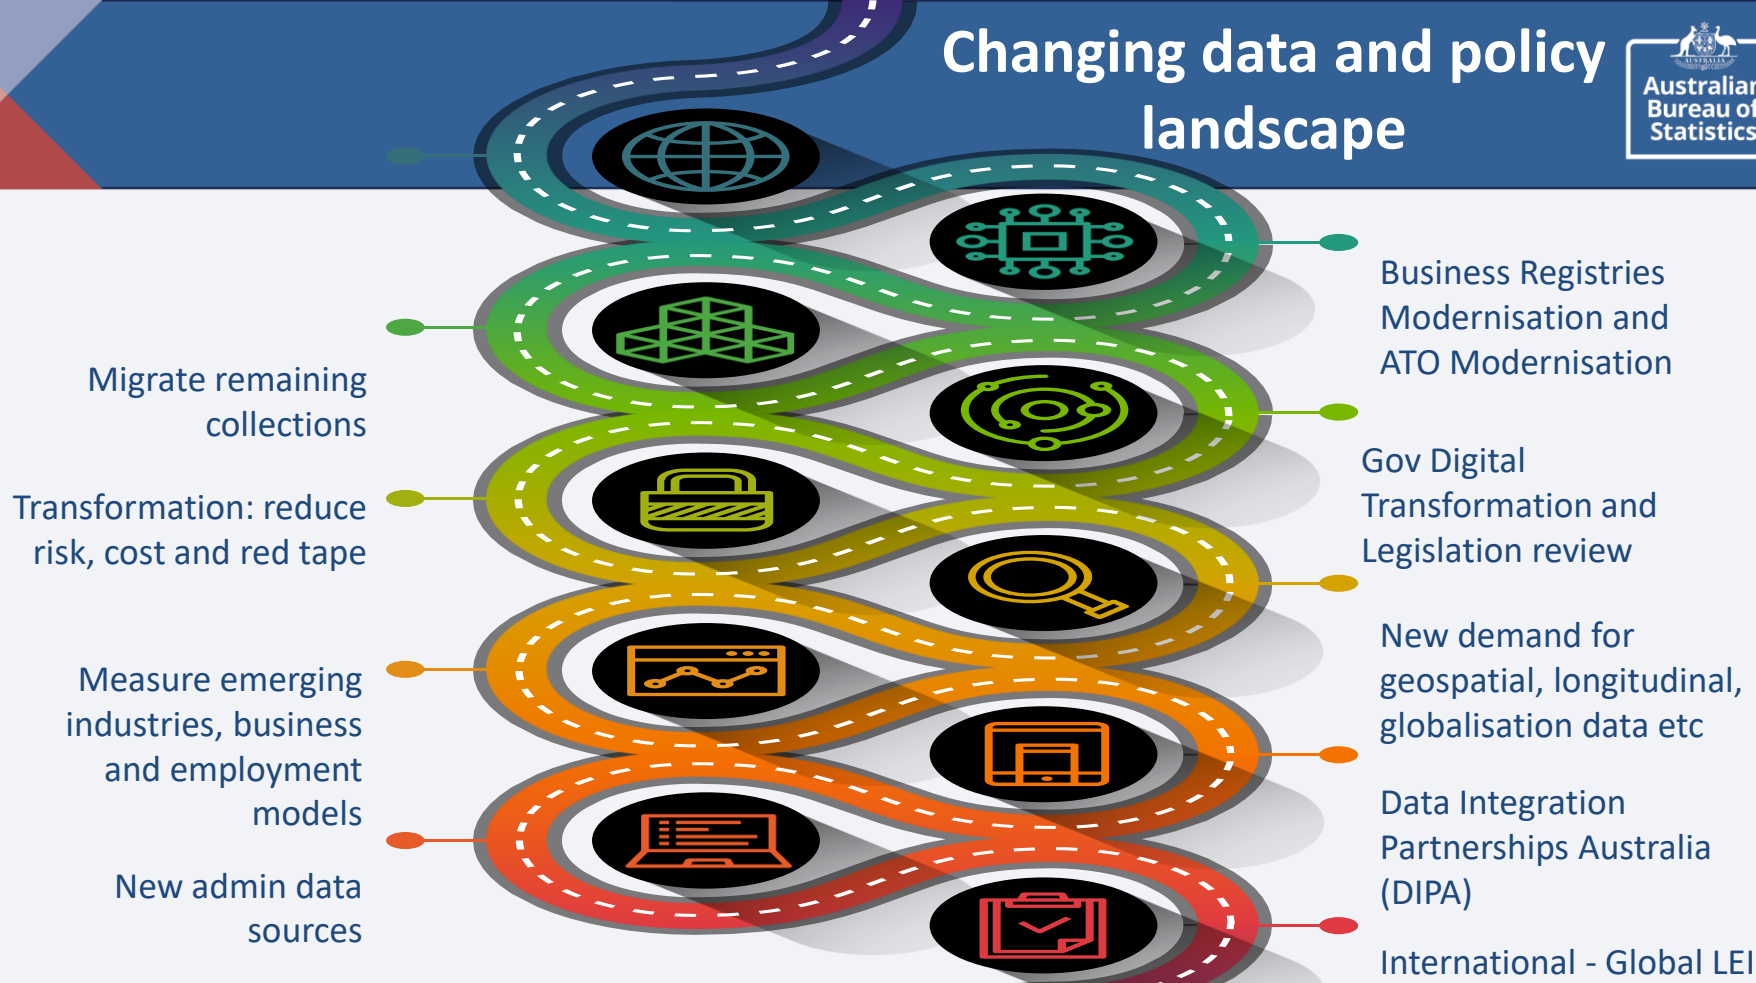 Changing data and policy
landscape
AUSTRALIA
Australian
Bureau of
Statistics
Business Registries
Modernisation and
ATO Modernisation
Migrate remaining
collections
Gov Digital
Transformation and
Legislation review
Transformation: reduce
risk, cost and red tape
New demand for
geospatial, longitudinal,
globalisation data etc
Measure emerging
industries, business
and employment
models
Data Integration
Partnerships Australia
(DIPA)
New admin data
sources
International - Global LEI